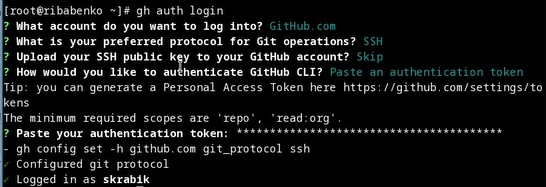 [root@ribabenko ~]# gh auth login
? What account do you want to log into? GitHub.com
? What is your preferred protocol for Git operations? SSH
? Upload your SSH public key to your GitHub account? Skip
? How would you like to authenticate GitHub CLI? Paste an authentication token
Tip: you can generate a Personal Access Token here https://github.com/settings/to
kens
The minimum required scopes are 'repo', 'read:org'.
? Paste your authentication token: ****************************************
- gh config set -h github.com git_protocol ssh
✓ Configured git protocol
✓ Logged in as skrabik